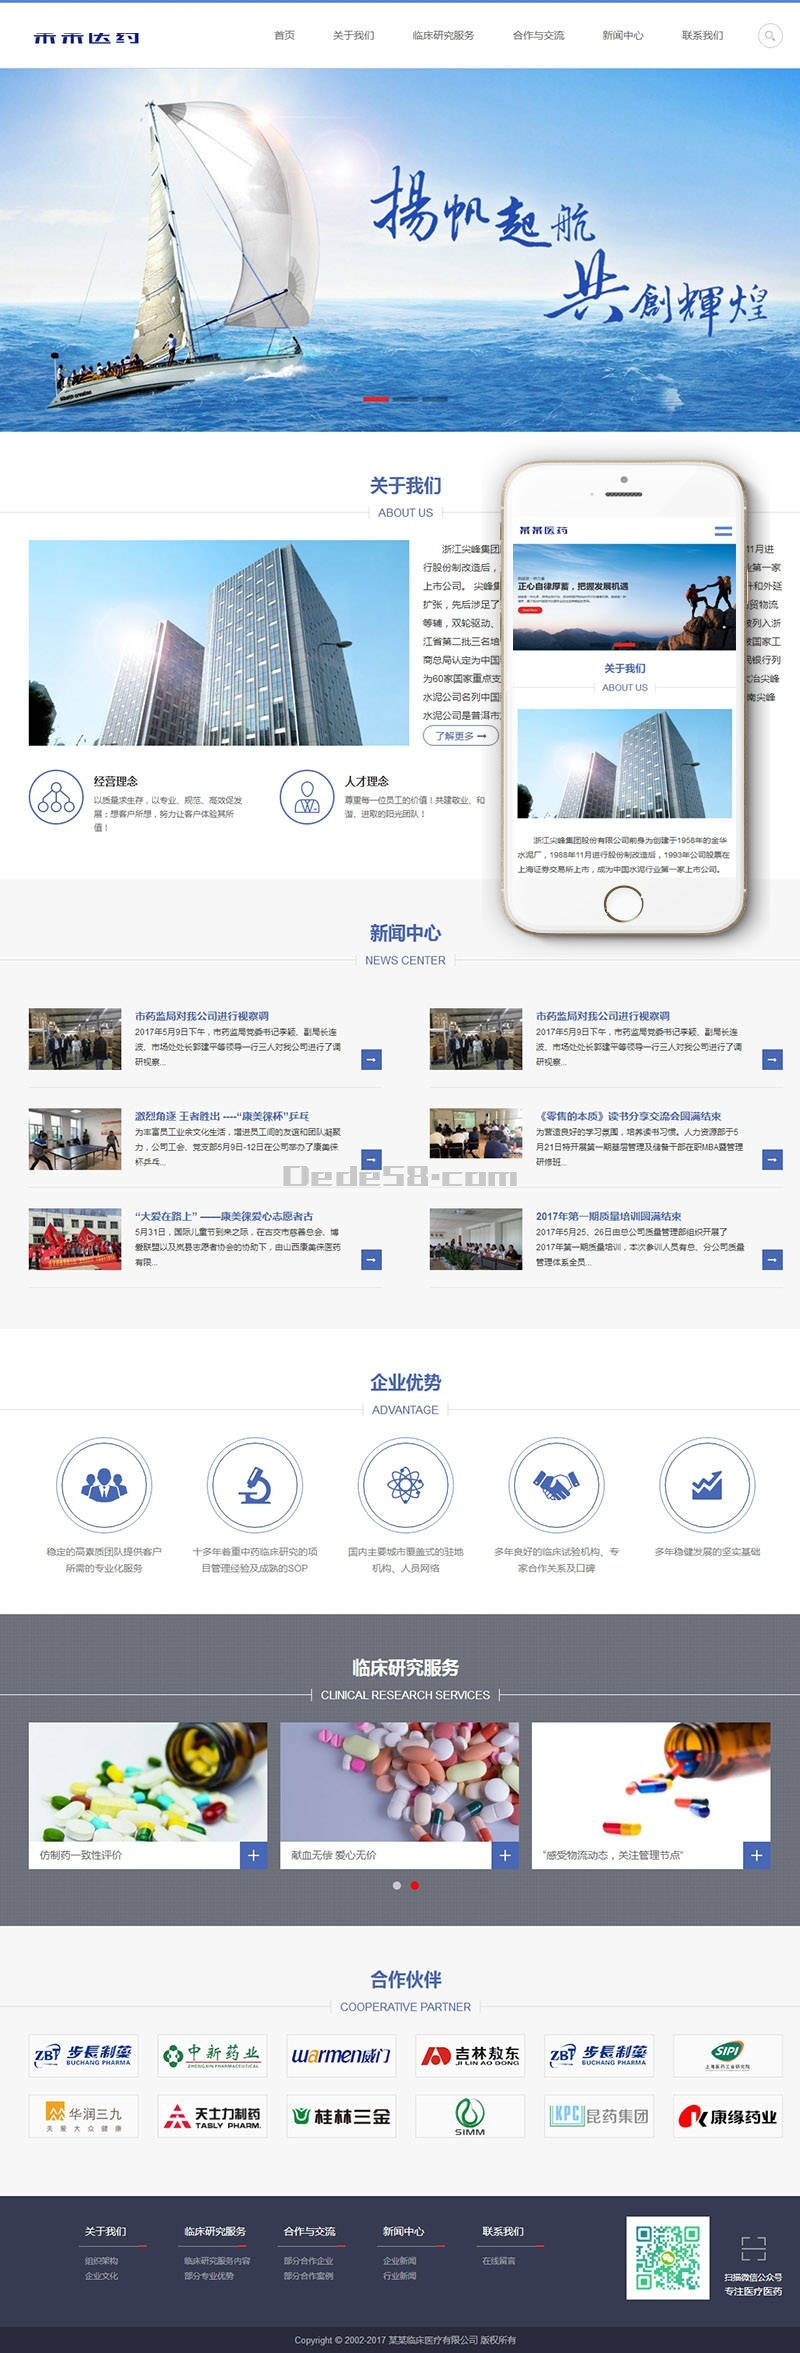 某某医药
首页 关于我们 临床研究服务 合作与交流 新闻中心 联系我们
揚帆起航
共創輝煌
关于我们
ABOUT US
浙江尖峰集团
行股份制改造后，
上市公司。 尖峰集
扩张，先后涉足了
等辅，双轮驱动、
江省第二批三名培
商总局认定为中国
为60家国家重点支
水泥公司名列中国
水泥公司是普洱市
11月进
业第一家
升和外延
贸物流
被列入浙
国家工
民银行列
大冶尖峰
南尖峰
了解更多
经营理念
以质量求生存，以专业、规范、高效促发
展；想客户所想，努力让客户体验其所
值！
人才理念
尊重每一位员工的价值！共建敬业、和
谐、进取的阳光团队！
某某医药
正心自律厚蓄，把握发展机遇
关于我们
ABOUT US
浙江尖峰集团股份有限公司前身为创建于1958年的金华
水泥厂，1988年11月进行股份制改造后，1993年公司股票在
上海证券交易所上市，成为中国水泥行业第一家上市公司。
新闻中心
NEWS CENTER
市药监局对我公司进行视察调
2017年5月9日下午，市药监局党委书记李颖、副局长连
波、市场处处长郭建平等领导一行三人对我公司进行了调
研视察...
市药监局对我公司进行视察调
2017年5月9日下午，市药监局党委书记李颖、副局长连
波、市场处处长郭建平等领导一行三人对我公司进行了调
研视察...
激烈角逐 王者胜出 ----“康美徕杯”乒乓
为丰富员工业余文化生活，增进员工间的友谊和团队凝聚
力，公司工会、党支部5月9日-12日在公司举办了康美徕
杯乒乓...
《零售的本质》读书分享交流会圆满结束
为营造良好的学习氛围，培养读书习惯。人力资源部于5
月21日特开展第一期基层管理及储备干部在职MBA暨管理
研修班...
Dede58.com
“大爱在路上” ——康美徕爱心志愿者古
5月31日，国际儿童节到来之际，在古交市慈善总会、博
爱联盟以及岚县志愿者协会的协助下，由山西康美徕医药
有限...
2017年第一期质量培训圆满结束
2017年5月25、26日由总公司质量管理部组织开展了
2017年第一期质量培训，本次参训人员有总、分公司质量
管理体系全员...
企业优势
ADVANTAGE
稳定的高素质团队提供客户
所需的专业化服务
十多年着重中药临床研究的项
目管理经验及成熟的SOP
国内主要城市覆盖式的驻地
机构、人员网络
多年良好的临床试验机构、专
家合作关系及口碑
多年稳健发展的坚实基础
临床研究服务
CLINICAL RESEARCH SERVICES
仿制药一致性评价
献血无偿 爱心无价
“感受物流动态，关注管理节点”
合作伙伴
COOPERATIVE PARTNER
ZBT 步長制藥
BUCHANG PHARMA
中新药业
ZHONGXIN PHARMACEUTICAL
warmen威门
吉林敖东
JI LIN AO DONG
ZBT 步長制藥
BUCHANG PHARMA
SIPI
上海医药工业研究院
华润三九
关爱大众健康
天士力制药
TASLY PHARM.
桂林三金
SIMM
KPC 昆药集团
康缘药业
关于我们 临床研究服务 合作与交流 新闻中心 联系我们
组织架构 临床研究服务内容 部分合作企业 企业新闻 在线留言
企业文化 部分专业优势 部分合作案例 行业新闻
扫描微信公众号
专注医疗医药
Copyright © 2002-2017 某某临床医疗有限公司 版权所有